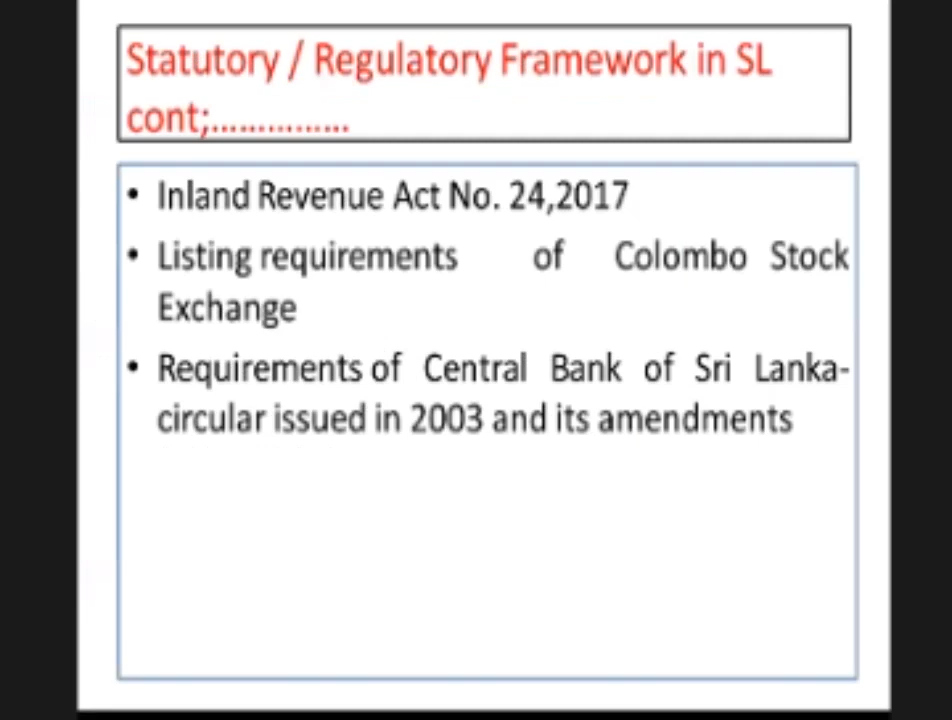 Statutory / Regulatory Framework in SL
cont;...............
• Inland Revenue Act No. 24,2017
• Listing requirements of Colombo Stock
Exchange
• Requirements of Central Bank of Sri Lanka-
circular issued in 2003 and its amendments